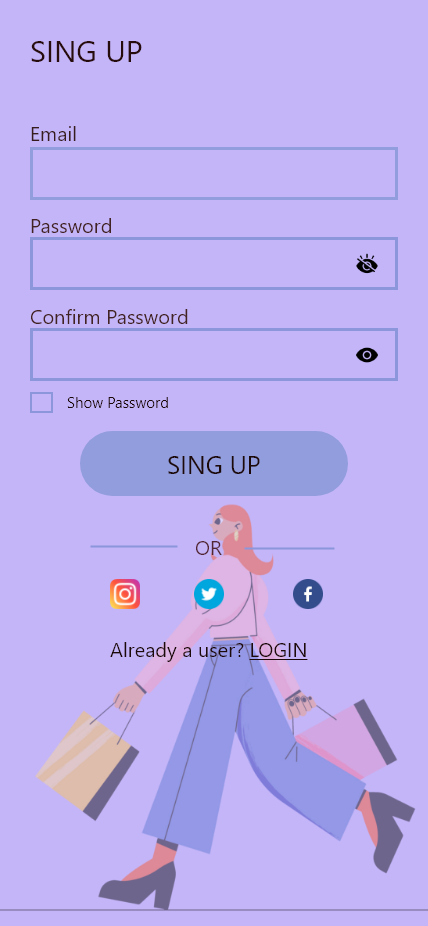 SING UP
Email
Password
Confirm Password
Show Password
SING UP
OR
Already a user? LOGIN